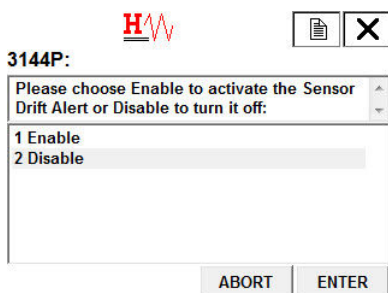 H
3144P:
Please choose Enable to activate the Sensor
Drift Alert or Disable to turn it off:
1 Enable
2 Disable
ABORT ENTER